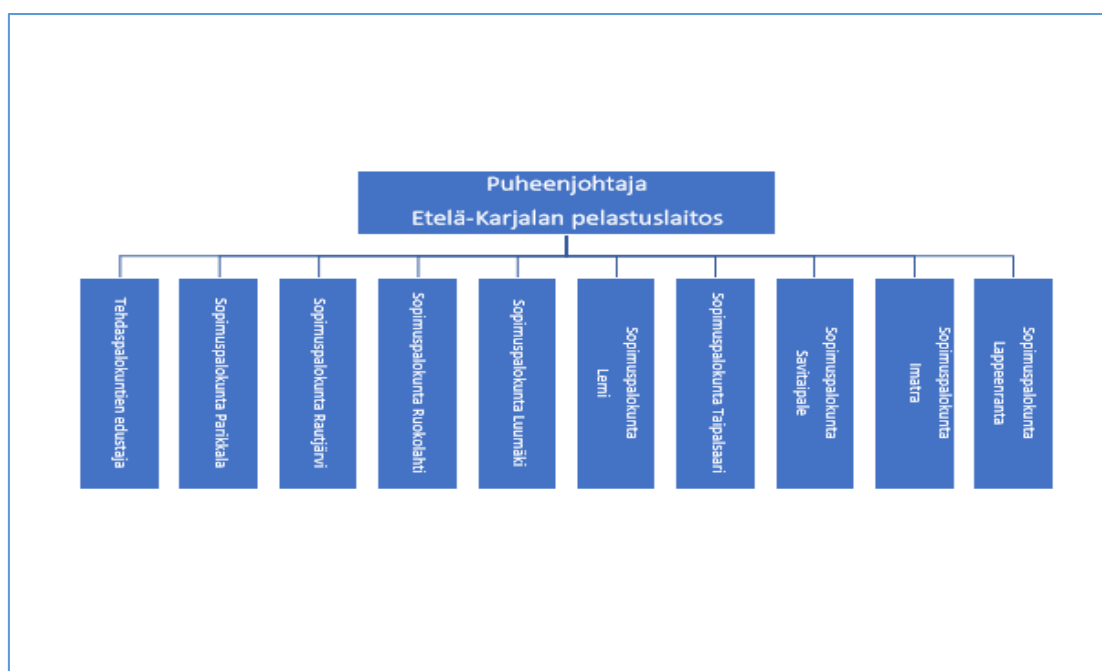 Puheenjohtaja
Etelä-Karjalan pelastuslaitos
Tehdaspalokuntien edustaja
Sopimuspalokunta Parikkala
Sopimuspalokunta Rautjärvi
Sopimuspalokunta Ruokolahti
Sopimuspalokunta Luumäki
Sopimuspalokunta
Lemi
Sopimuspalokunta Taipalsaari
Sopimuspalokunta
Savitaipale
Sopimuspalokunta
Imatra
Sopimuspalokunta
Lappeenranta